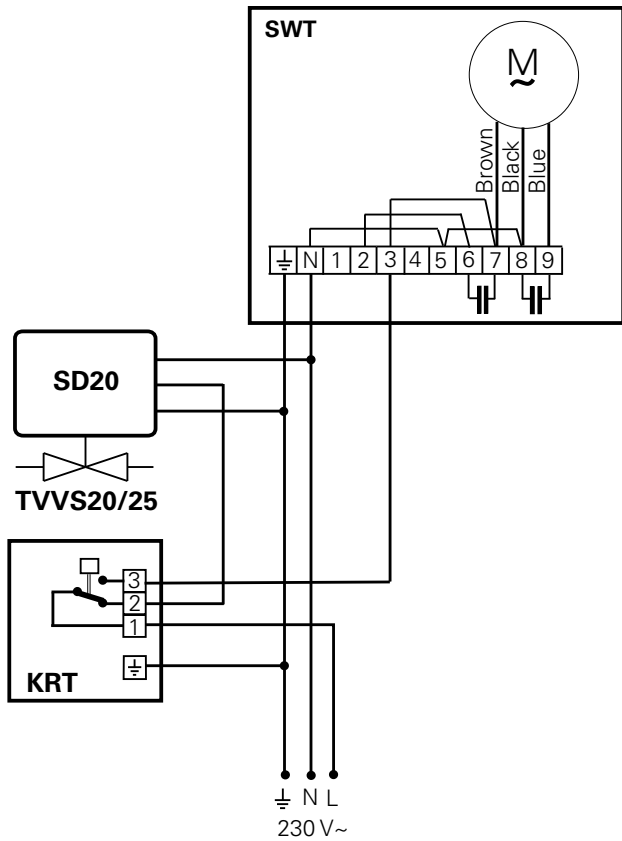 SWT
M
~
Brown
Black
Blue
N 1 2 3 4 5 6 7 8 9
SD20
TVVS20/25
3
2
1
KRT
N L
230 V~